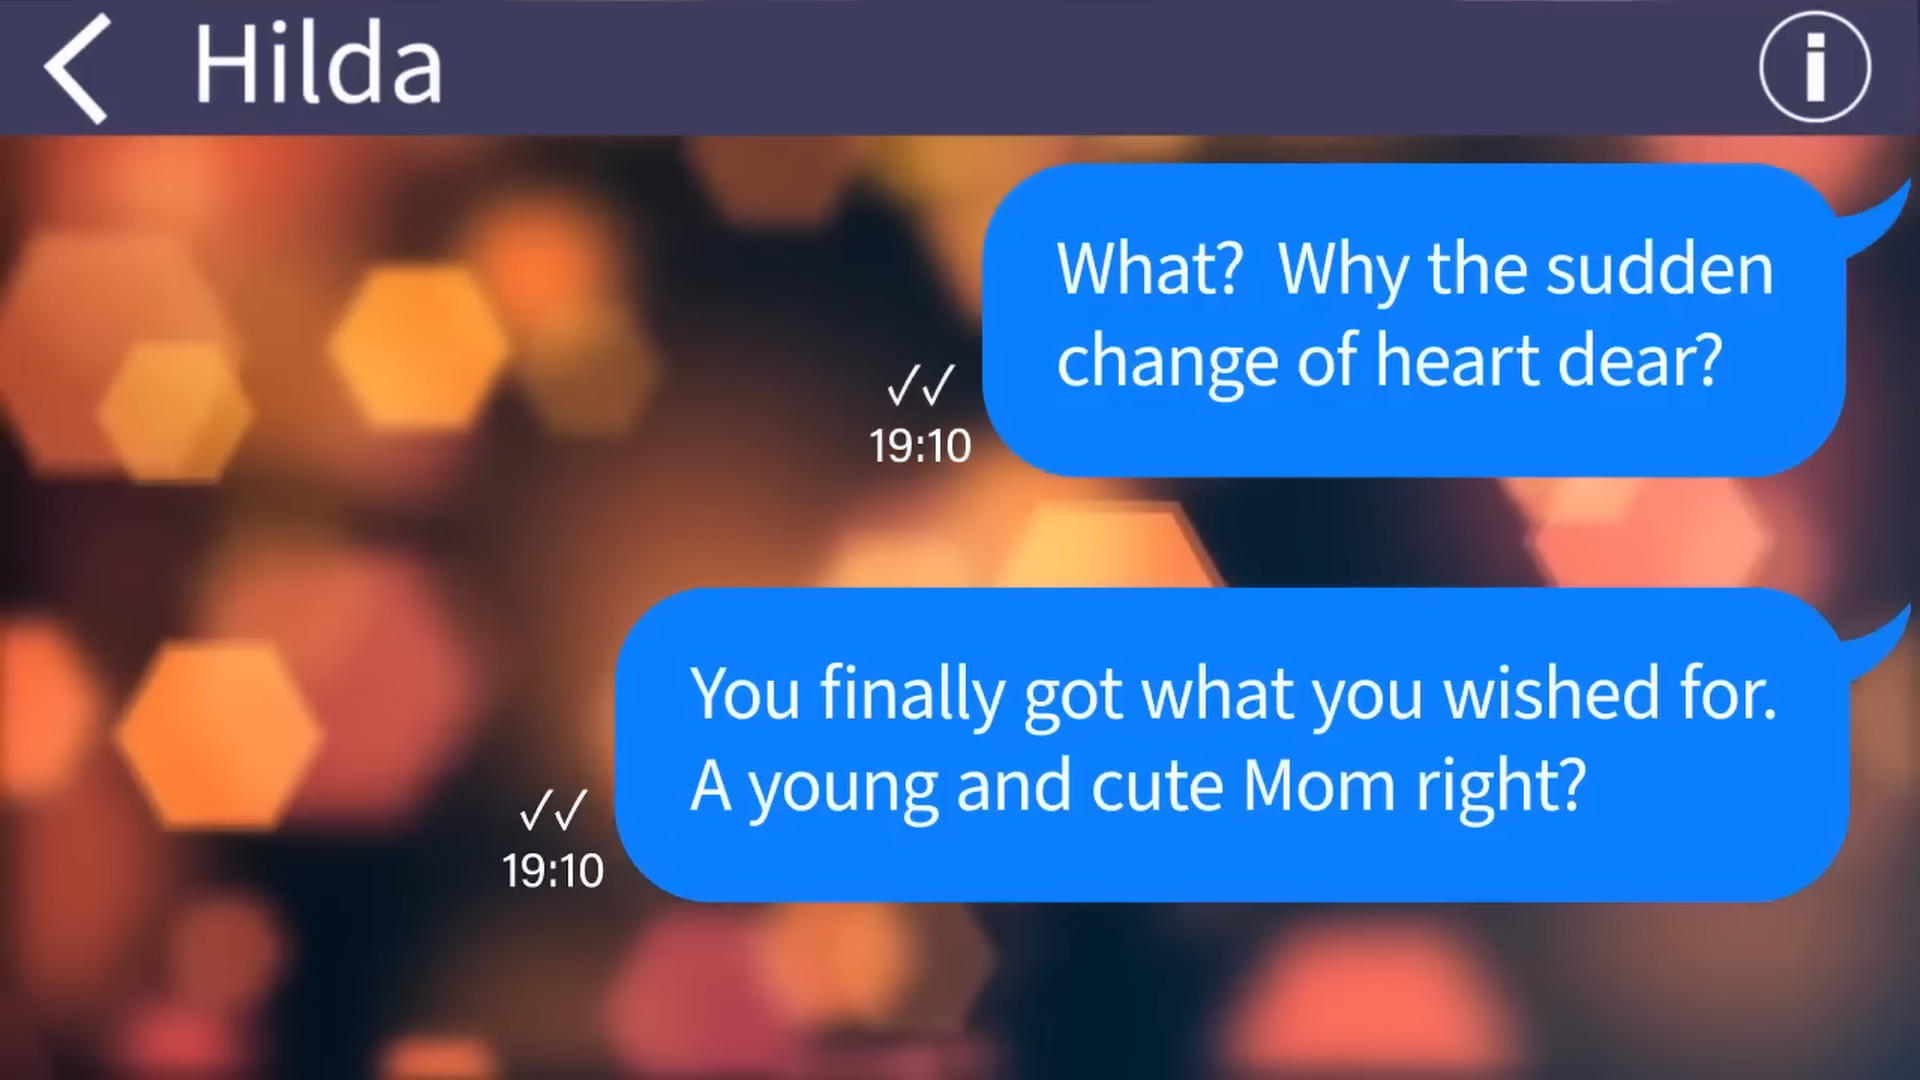 Hilda
What?  Why the sudden
change of heart dear?
✓✓
19:10
You finally got what you wished for.
A young and cute Mom right?
✓✓
19:10